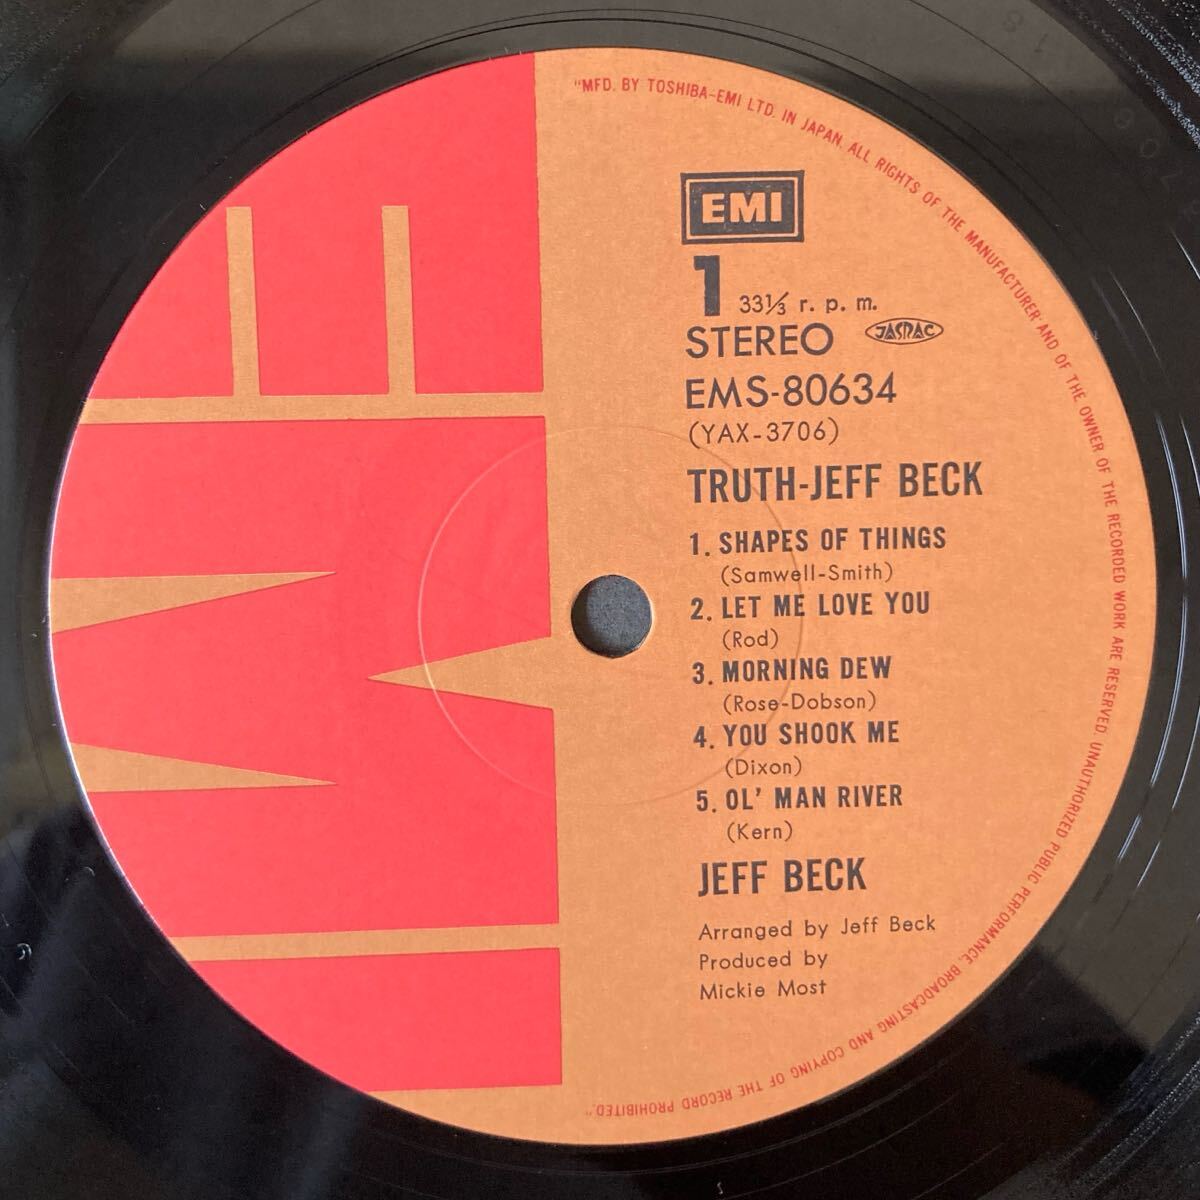 "MFD. BY TOSHIBA-EMI LTD. IN JAPAN. ALL RIGHTS OF THE MANUFACTURER AND OF THE OWNER OF THE RECORDED WORK ARE RESERVED. UNAUTHORIZED PUBLIC PERFORMANCE, BROADCASTING AND COPYING OF THE RECORD PROHIBITED."
EMI
1 33⅓ r. p. m.
STEREO JASRAC
EMS-80634
(YAX-3706)
TRUTH-JEFF BECK
1. SHAPES OF THINGS
(Samwell-Smith)
2. LET ME LOVE YOU
(Rod)
3. MORNING DEW
(Rose-Dobson)
4. YOU SHOOK ME
(Dixon)
5. OL' MAN RIVER
(Kern)
JEFF BECK
Arranged by Jeff Beck
Produced by
Mickie Most
EMI